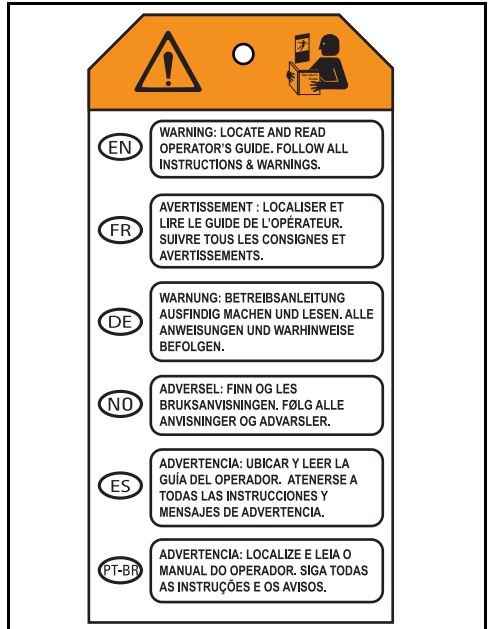 Operator's
Guide
EN
WARNING: LOCATE AND READ
OPERATOR'S GUIDE. FOLLOW ALL
INSTRUCTIONS & WARNINGS.
FR
AVERTISSEMENT : LOCALISER ET
LIRE LE GUIDE DE L'OPÉRATEUR.
SUIVRE TOUS LES CONSIGNES ET
AVERTISSEMENTS.
DE
WARNUNG: BETREIBSANLEITUNG
AUSFINDIG MACHEN UND LESEN. ALLE
ANWEISUNGEN UND WARHINWEISE
BEFOLGEN.
NO
ADVERSEL: FINN OG LES
BRUKSANVISNINGEN. FØLG ALLE
ANVISNINGER OG ADVARSLER.
ES
ADVERTENCIA: UBICAR Y LEER LA
GUÍA DEL OPERADOR. ATENERSE A
TODAS LAS INSTRUCCIONES Y
MENSAJES DE ADVERTENCIA.
PT-BR
ADVERTENCIA: LOCALIZE E LEIA O
MANUAL DO OPERADOR. SIGA TODAS
AS INSTRUÇÕES E OS AVISOS.